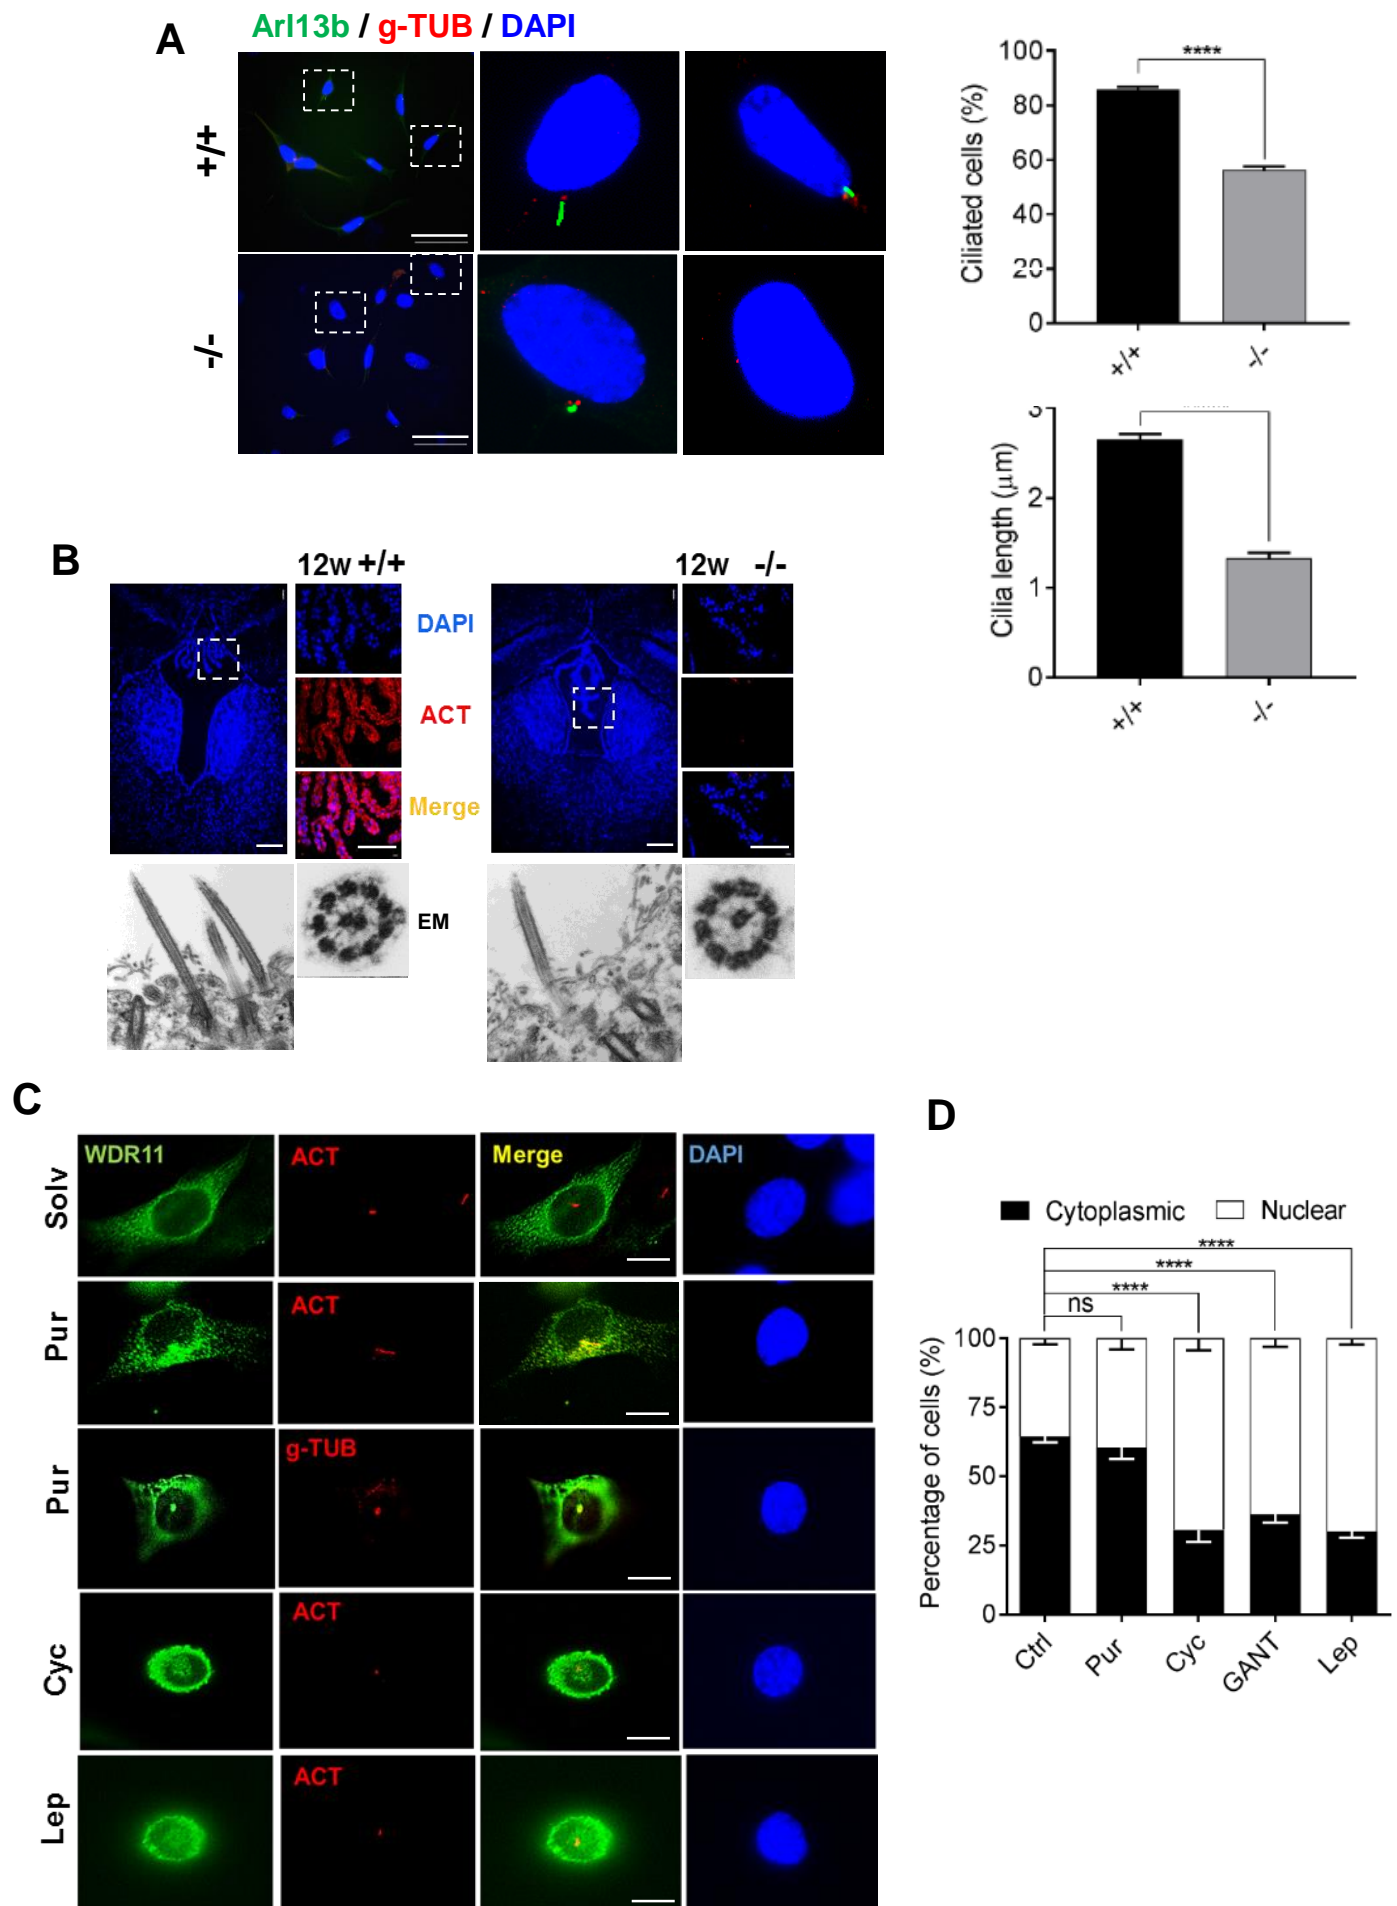 A
Arl13b / g-TUB / DAPI
+/+
-/-
Ciliated cells (%)
100
80
60
40
20
0
****
+/+
-/-
Cilia length (µm)
3
2
1
0
+/+
-/-
B
12w +/+
12w -/-
DAPI
ACT
Merge
EM
C
Solv
WDR11
ACT
Merge
DAPI
Pur
ACT
Pur
g-TUB
Cyc
ACT
Lep
ACT
D
Cytoplasmic
Nuclear
****
****
****
ns
Percentage of cells (%)
100
75
50
25
0
Ctrl
Pur
Cyc
GANT
Lep